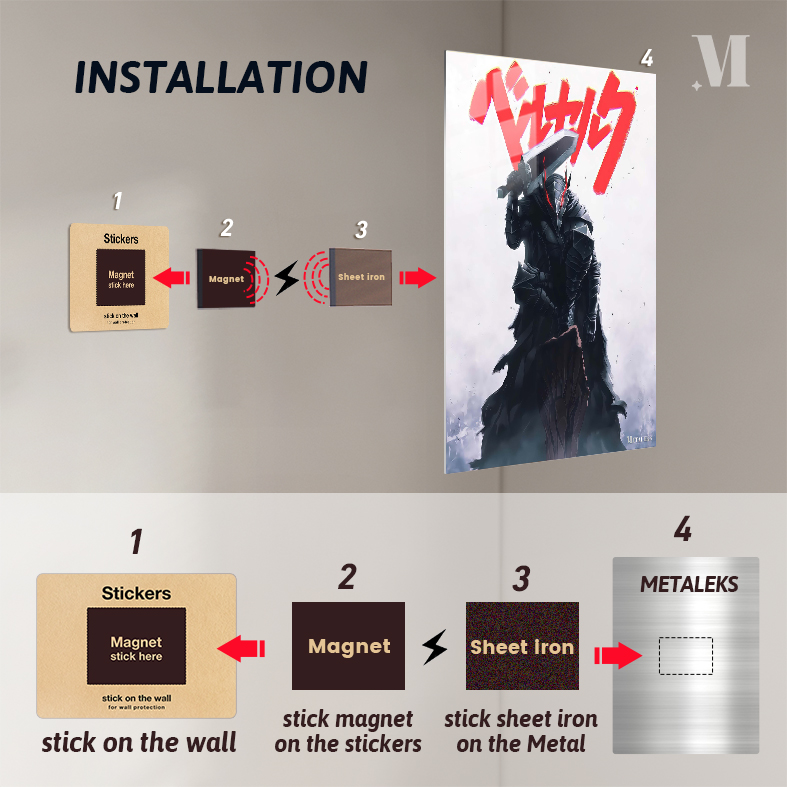 INSTALLATION
M
4
ベルセルク
1
2
3
Stickers
Magnet
stick here
stick on the wall
for wall protection
Magnet
Sheet iron
1
2
3
4
Stickers
Magnet
stick here
stick on the wall
for wall protection
Magnet
Sheet iron
METALEKS
stick on the wall
stick magnet
on the stickers
stick sheet iron
on the Metal